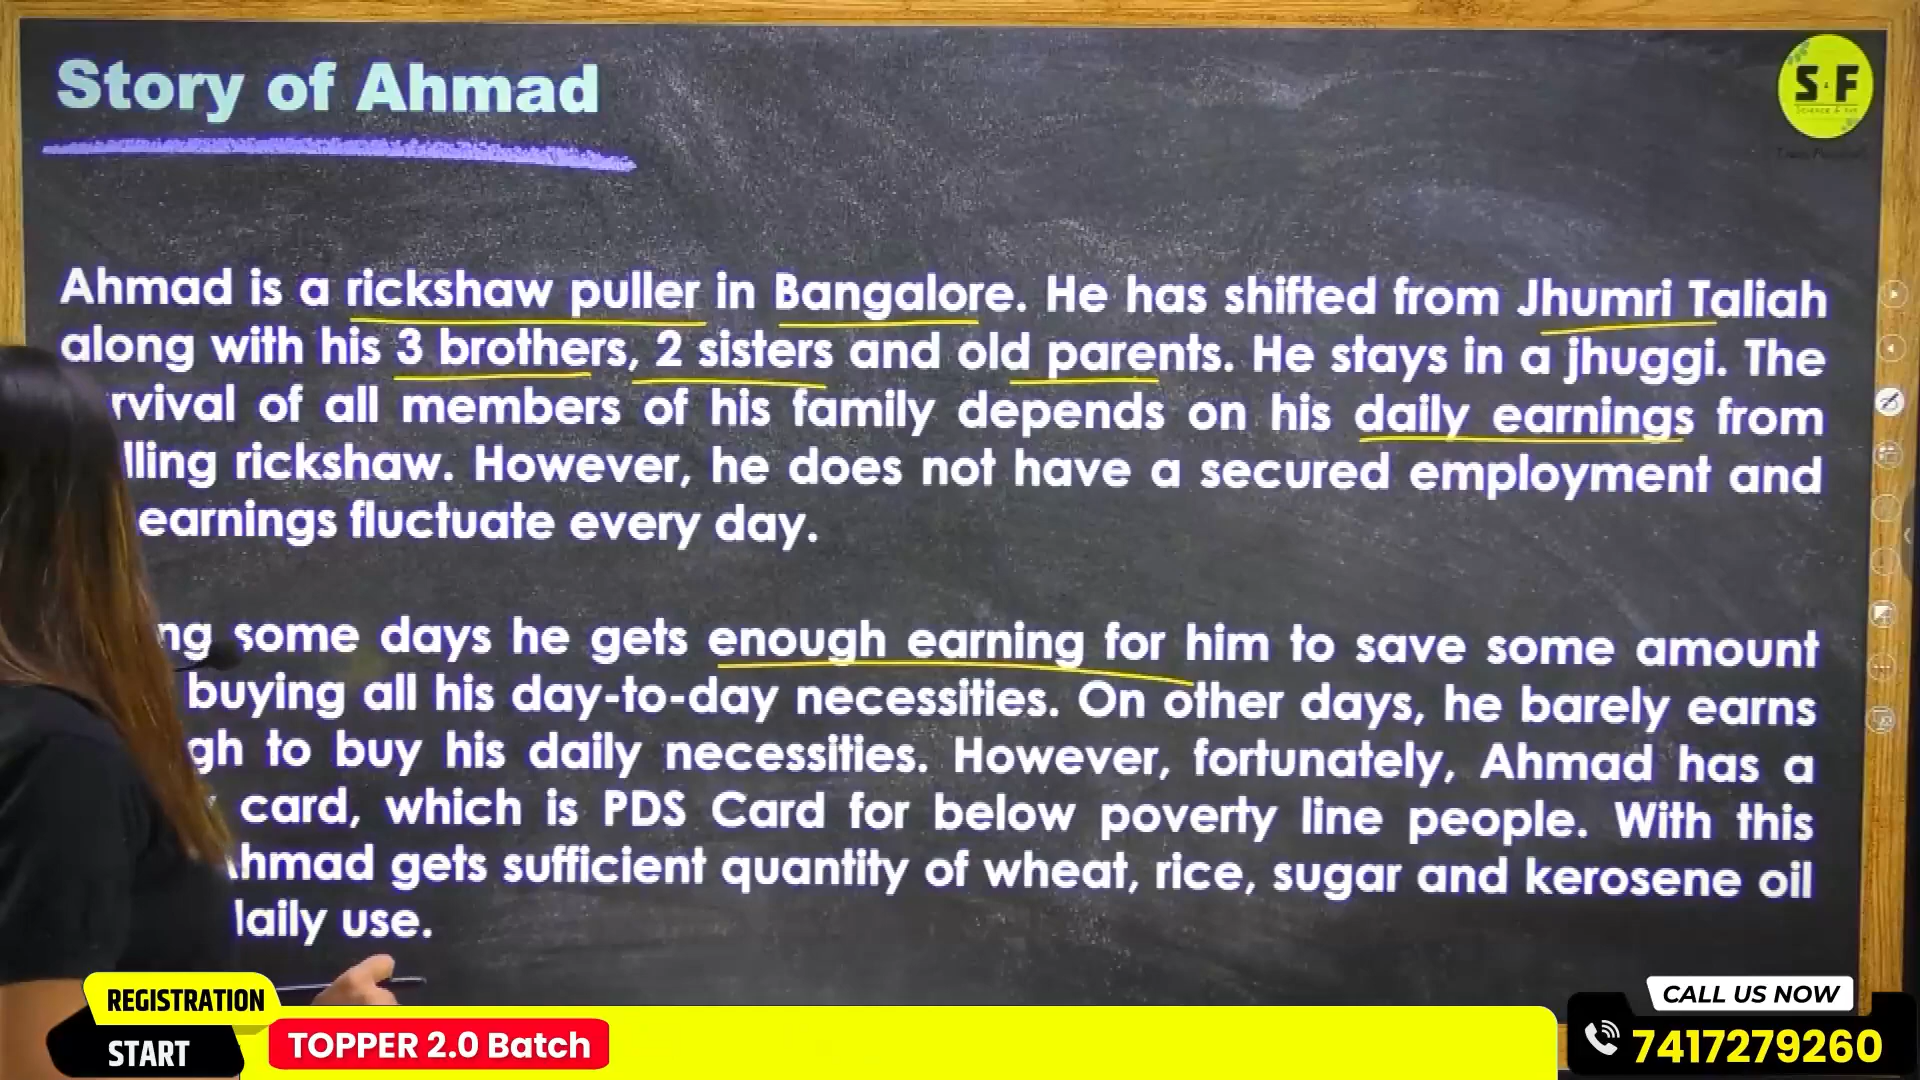 Story of Ahmad
S & F
Ahmad is a rickshaw puller in Bangalore. He has shifted from Jhumri Taliah
along with his 3 brothers, 2 sisters and old parents. He stays in a jhuggi. The
rvival of all members of his family depends on his daily earnings from
lling rickshaw. However, he does not have a secured employment and
earnings fluctuate every day.
ng some days he gets enough earning for him to save some amount
buying all his day-to-day necessities. On other days, he barely earns
gh to buy his daily necessities. However, fortunately, Ahmad has a
card, which is PDS Card for below poverty line people. With this
hmad gets sufficient quantity of wheat, rice, sugar and kerosene oil
laily use.
REGISTRATION
START
TOPPER 2.0 Batch
CALL US NOW
7417279260